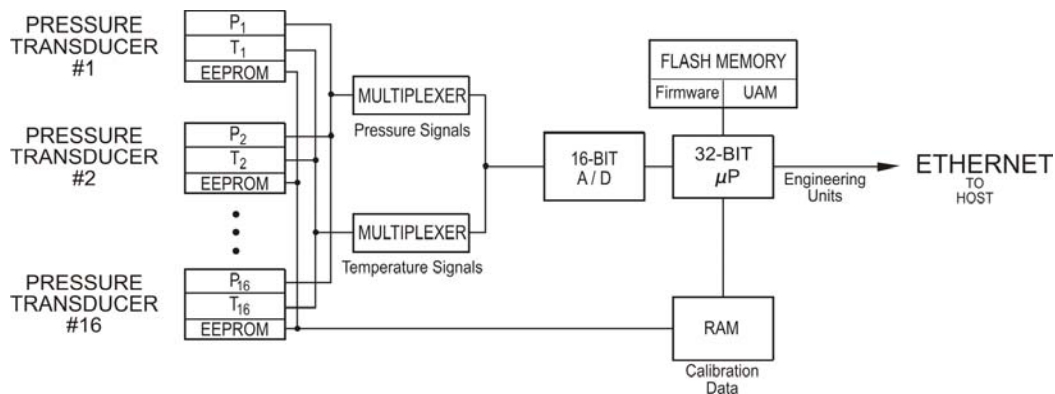 PRESSURE
TRANSDUCER
#1
P1
T1
EEPROM
PRESSURE
TRANSDUCER
#2
P2
T2
EEPROM
PRESSURE
TRANSDUCER
#16
P16
T16
EEPROM
MULTIPLEXER
Pressure Signals
MULTIPLEXER
Temperature Signals
16-BIT
A / D
FLASH MEMORY
Firmware UAM
32-BIT
µP
Engineering
Units
ETHERNET
TO
HOST
RAM
Calibration
Data